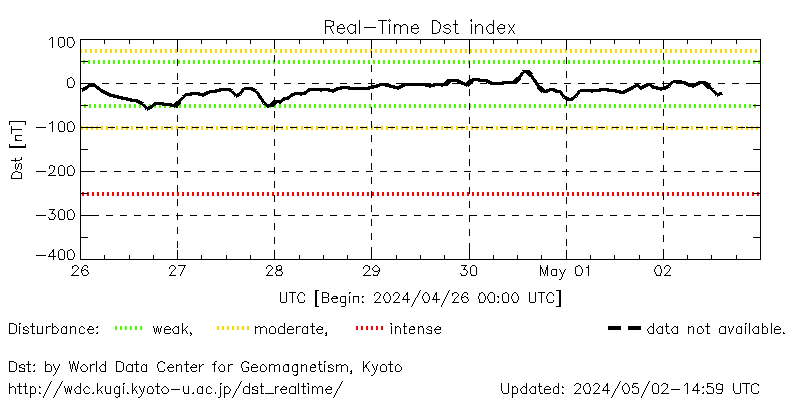 Real-Time Dst index
100
0
-100
-200
-300
-400
Dst [nT]
26 27 28 29 30 May 01 02
UTC [Begin: 2024/04/26 00:00 UTC]
Disturbance: weak, moderate, intense data not available.
Dst: by World Data Center for Geomagnetism, Kyoto
http://wdc.kugi.kyoto-u.ac.jp/dst_realtime/ Updated: 2024/05/02-14:59 UTC